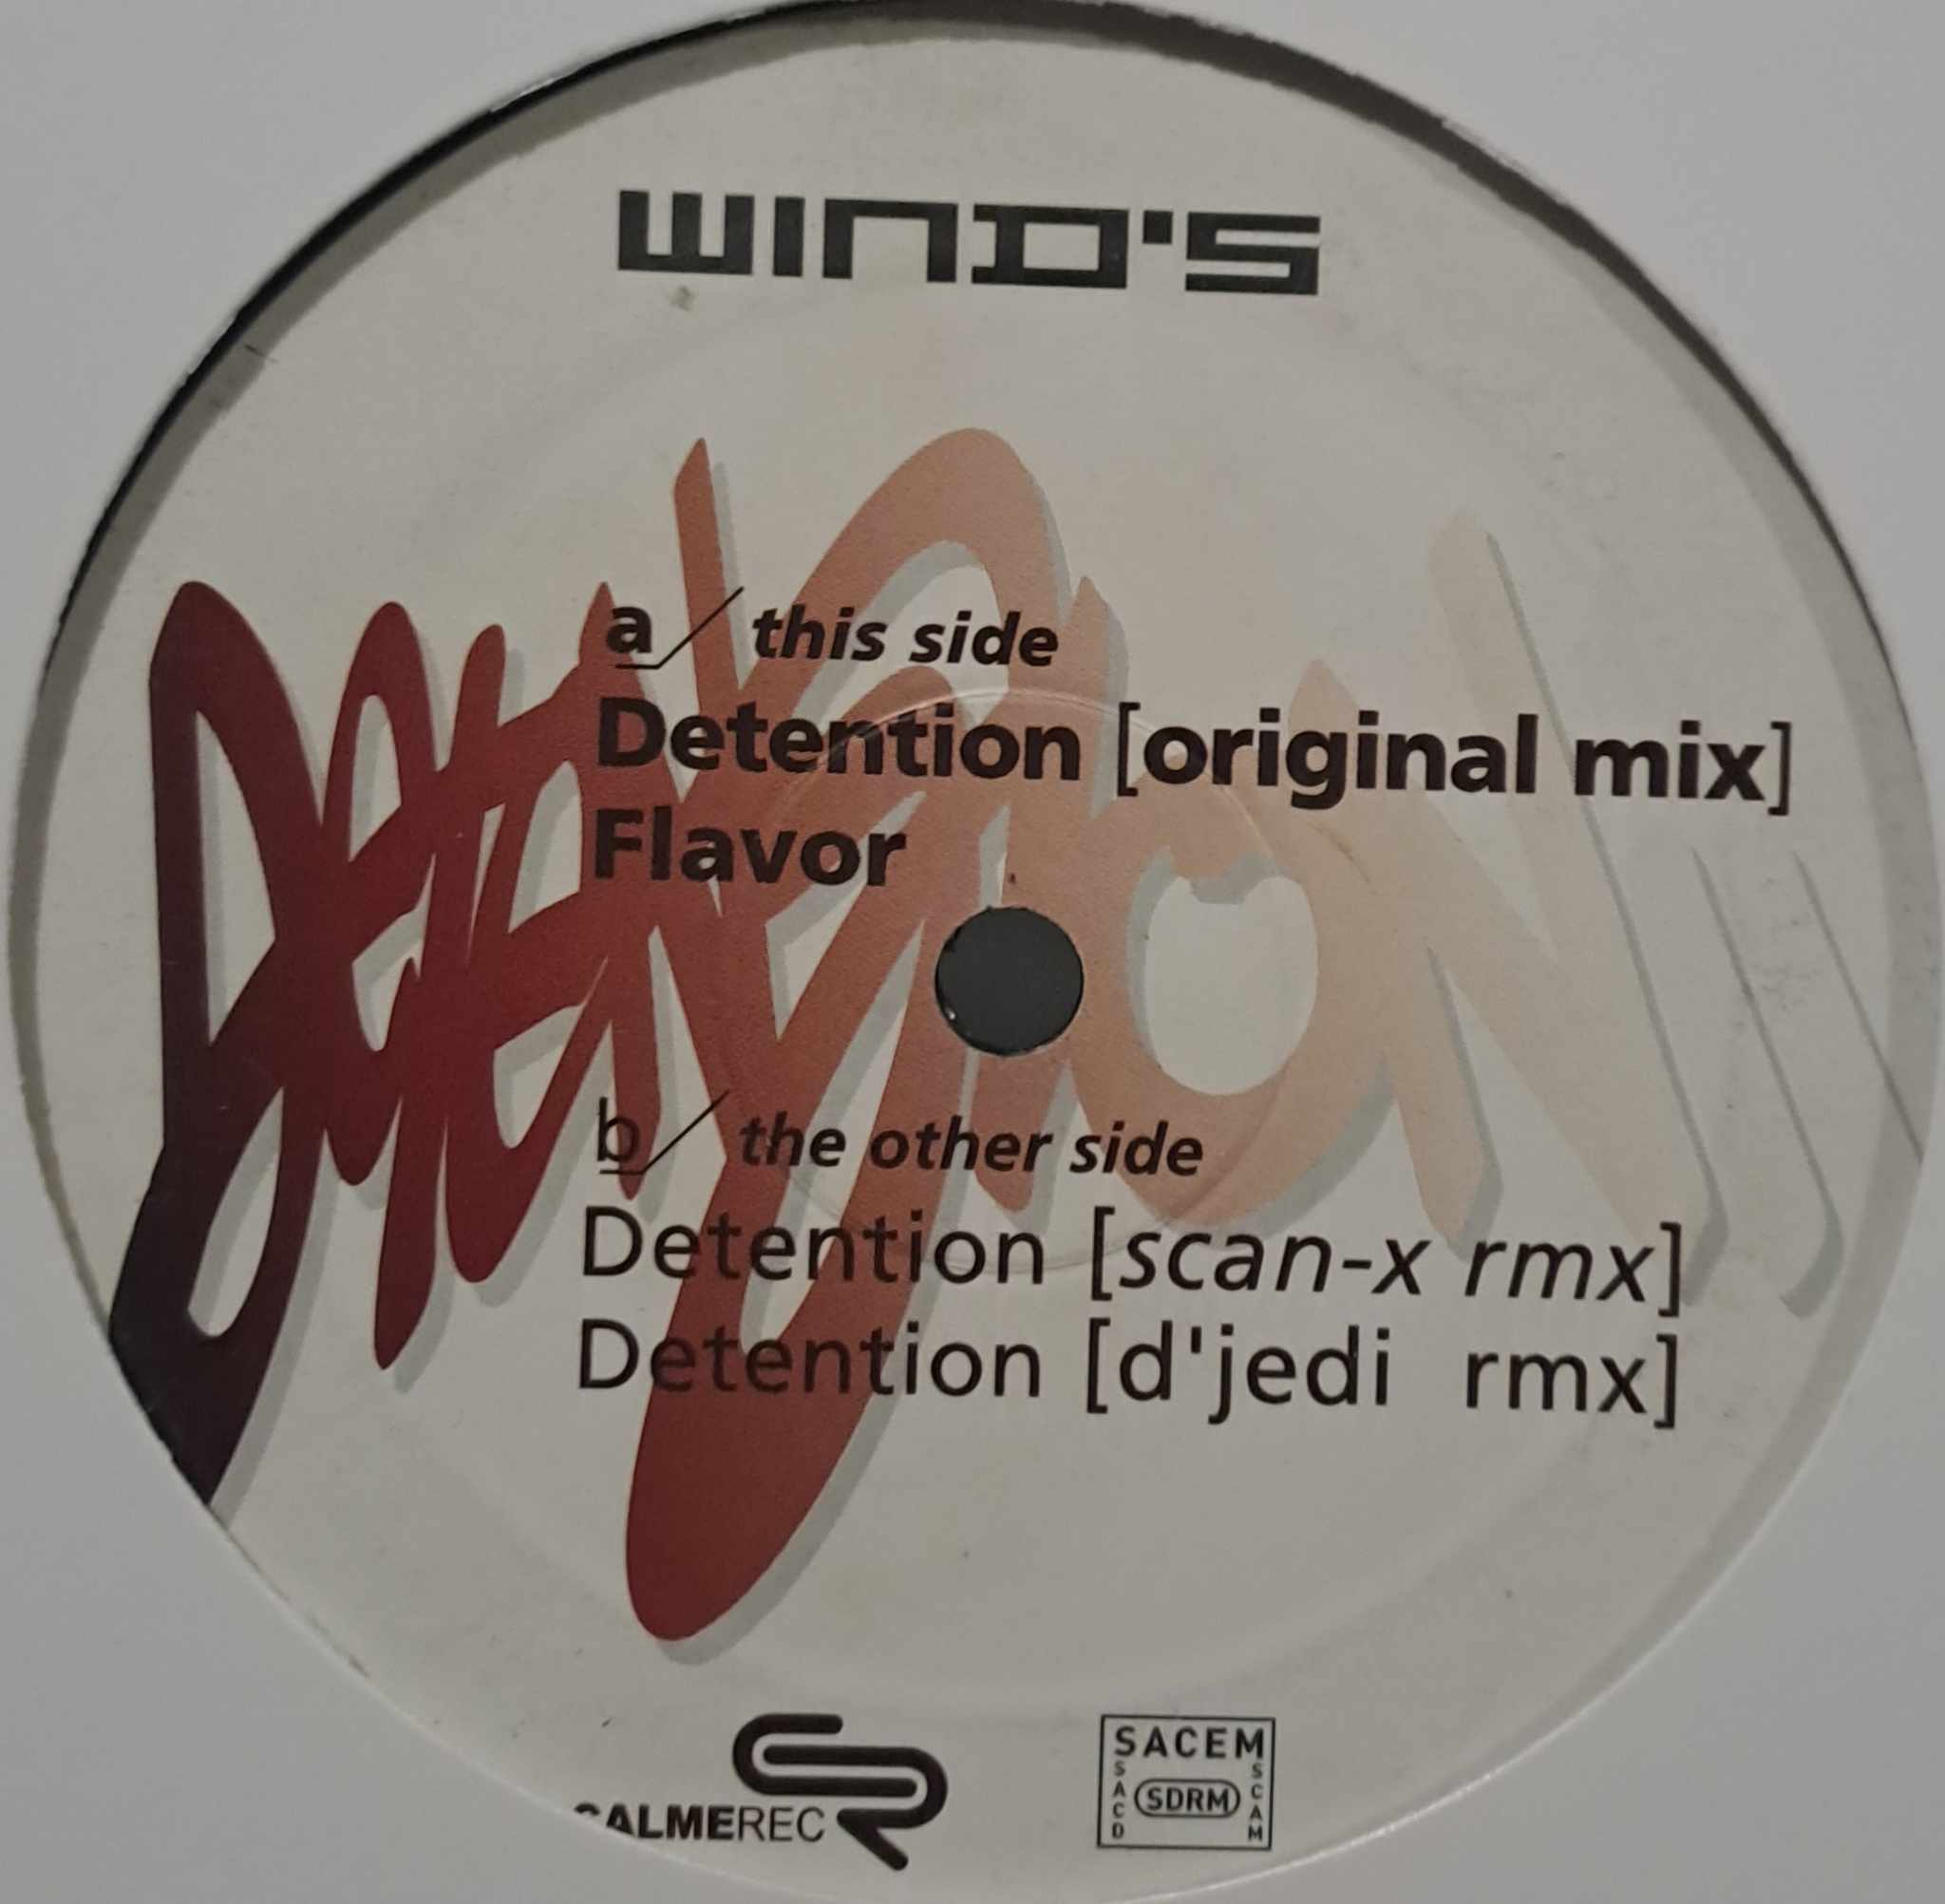 WIND'S
DETENTION
a/ this side
Detention [original mix]
Flavor
b/ the other side
Detention [scan-x rmx]
Detention [d'jedi rmx]
CALMEREC
SACEM
SACD
SDRM
SCAM